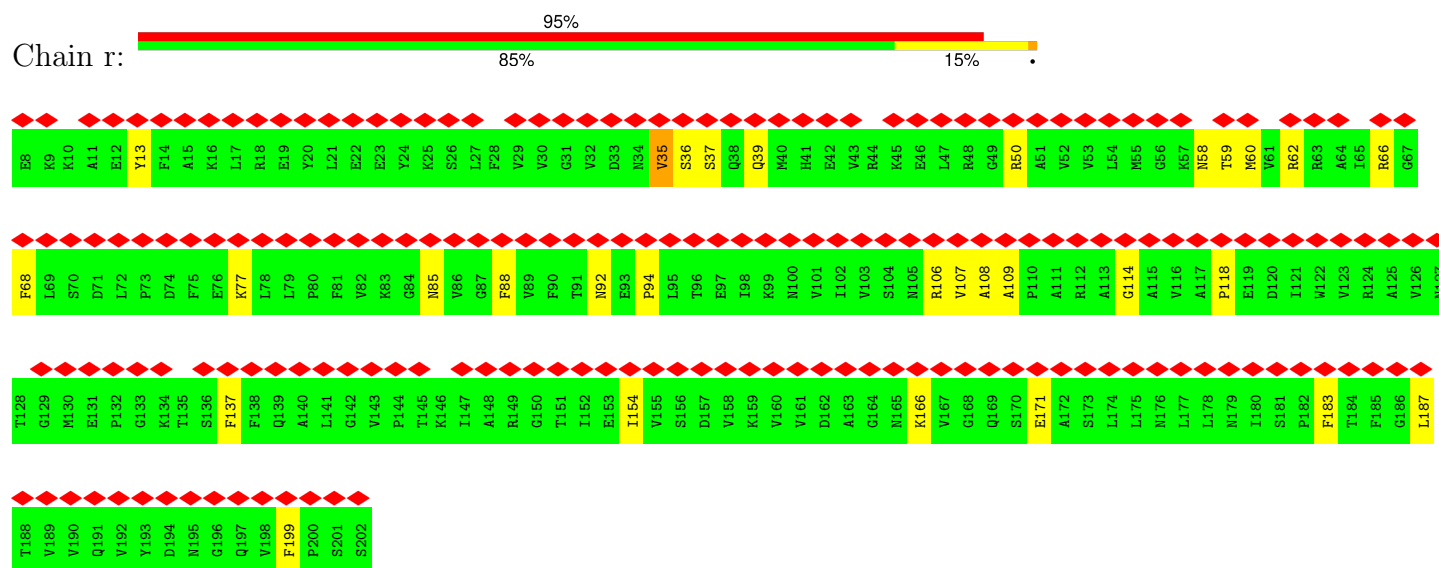 95%
Chain r:
85% 15% •
E8 K9 K10 A11 E12 Y13 F14 A15 K16 L17 R18 E19 Y20 L21 E22 E23 Y24 K25 S26 L27 F28 V29 V30 G31 V32 D33 N34 V35 S36 S37 Q38 Q39 M40 H41 E42 V43 R44 K45 E46 L47 R48 G49 R50 A51 V52 V53 L54 M55 G56 K57 N58 T59 M60 V61 R62 R63 A64 I65 R66 G67
F68 L69 S70 D71 L72 P73 D74 F75 E76 K77 L78 L79 P80 F81 V82 K83 G84 N85 V86 G87 F88 V89 F90 T91 N92 E93 P94 L95 T96 E97 I98 K99 N100 V101 I102 V103 S104 N105 R106 V107 A108 A109 P110 A111 R112 A113 G114 A115 V116 A117 P118 E119 D120 I121 W122 V123 R124 A125 V126 N127
T128 G129 M130 E131 P132 G133 K134 T135 S136 F137 F138 Q139 A140 L141 G142 V143 P144 T145 K146 I147 A148 R149 G150 T151 I152 E153 I154 V155 S156 D157 V158 K159 V160 V161 D162 A163 G164 N165 K166 V167 G168 Q169 S170 E171 A172 S173 L174 L175 N176 L177 L178 N179 I180 S181 P182 F183 T184 F185 G186 L187
T188 V189 V190 Q191 V192 Y193 D194 N195 G196 Q197 V198 F199 P200 S201 S202